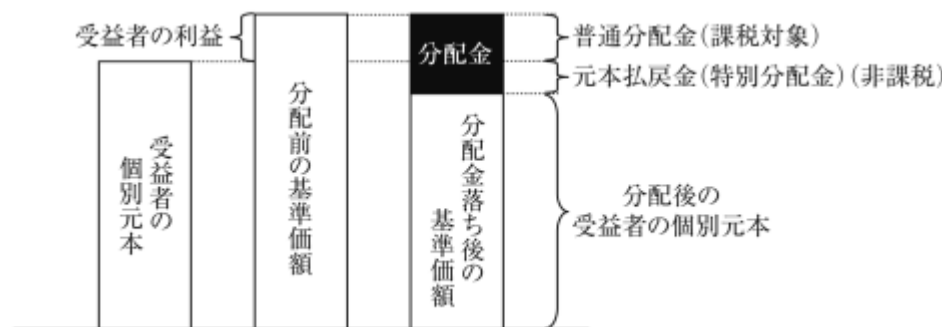 受益者の利益
受益者の
個別元本
分配前の基準価額
分配金
分配金落ち後の
基準価額
普通分配金(課税対象)
元本払戻金(特別分配金)(非課税)
分配後の
受益者の個別元本